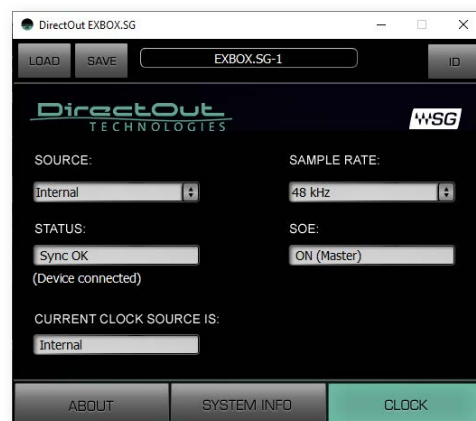 DirectOut EXBOX.SG
LOAD SAVE EXBOX.SG-1 ID
DirectOut
TECHNOLOGIES
WSG
SOURCE: SAMPLE RATE:
Internal 48 kHz
STATUS: SOE:
Sync OK ON (Master)
(Device connected)
CURRENT CLOCK SOURCE IS:
Internal
ABOUT SYSTEM INFO CLOCK